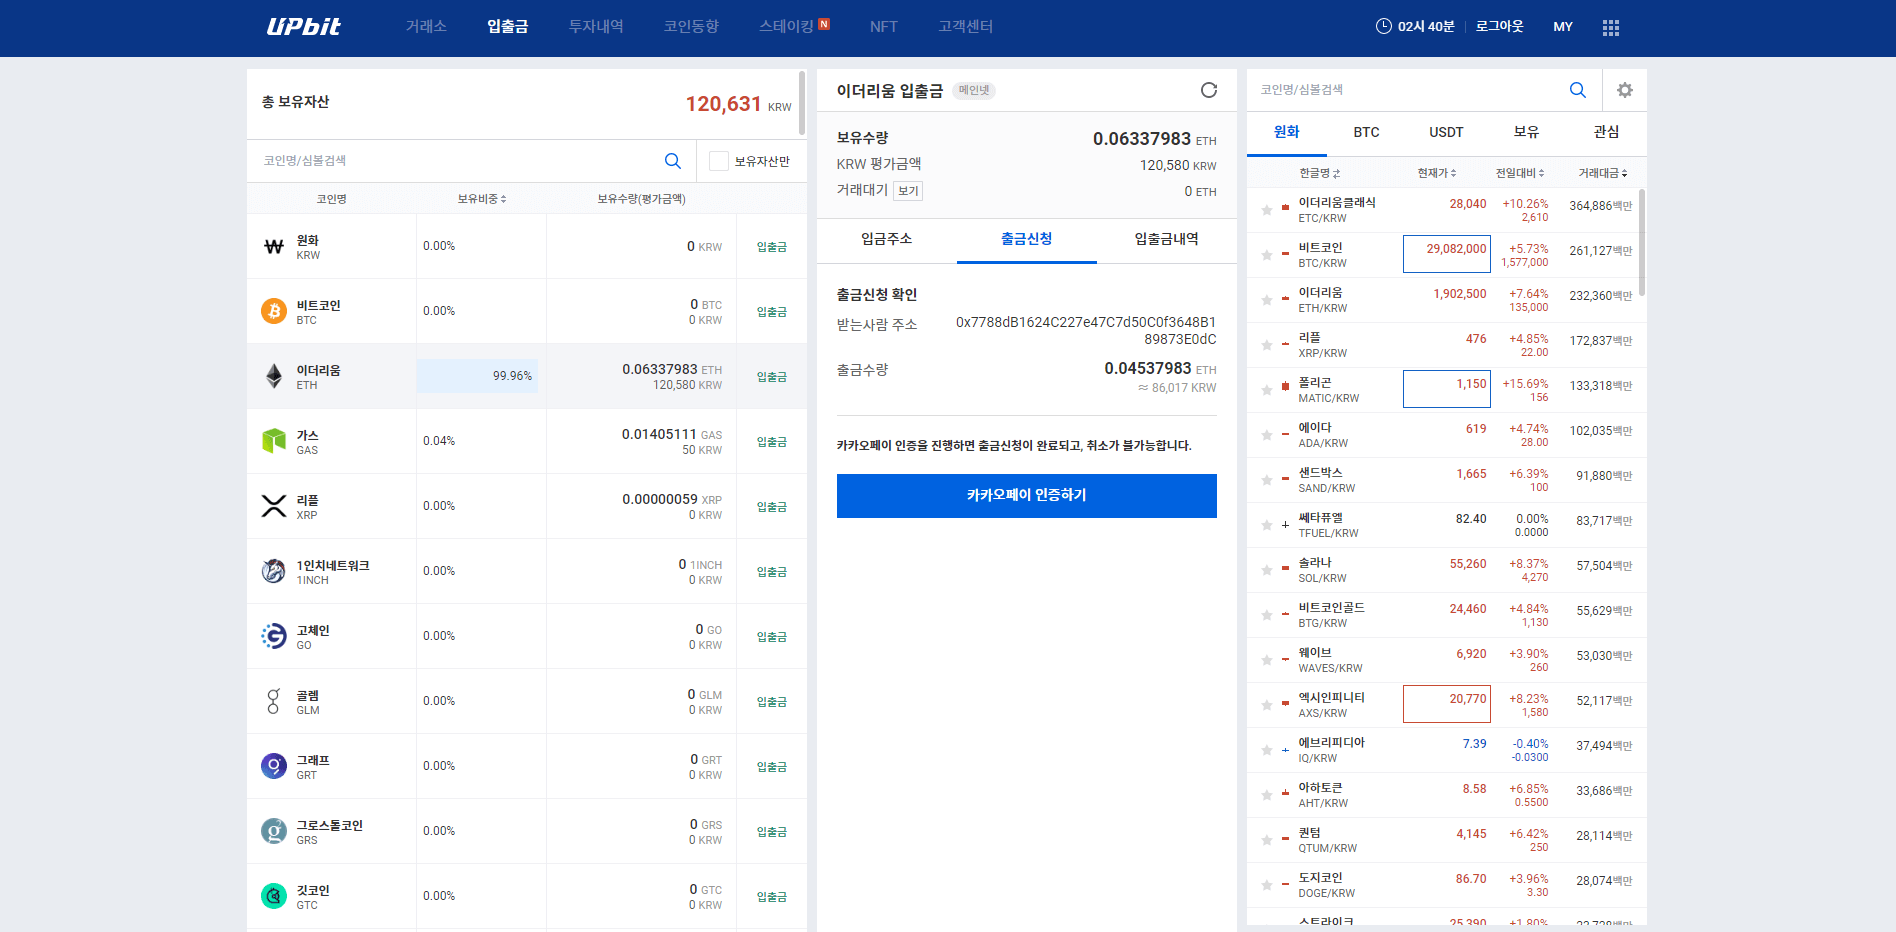 UPbit 거래소 입출금 투자내역 코인동향 스테이킹 N NFT 고객센터 02시 40분 로그아웃 MY
총 보유자산 120,631 KRW
코인명/심볼검색 보유자산만
코인명 보유비중 보유수량(평가금액)
원화 0.00% 0 KRW 입출금
KRW
비트코인 0.00% 0 BTC 입출금
BTC 0 KRW
이더리움 99.96% 0.06337983 ETH 입출금
ETH 120,580 KRW
가스 0.04% 0.01405111 GAS 입출금
GAS 50 KRW
리플 0.00% 0.00000059 XRP 입출금
XRP 0 KRW
1인치네트워크 0.00% 0 1INCH 입출금
1INCH 0 KRW
고체인 0.00% 0 GO 입출금
GO 0 KRW
골렘 0.00% 0 GLM 입출금
GLM 0 KRW
그래프 0.00% 0 GRT 입출금
GRT 0 KRW
그로스톨코인 0.00% 0 GRS 입출금
GRS 0 KRW
깃코인 0.00% 0 GTC 입출금
GTC 0 KRW
이더리움 입출금 메인넷
보유수량 0.06337983 ETH
KRW 평가금액 120,580 KRW
거래대기 보기 0 ETH
입금주소 출금신청 입출금내역
출금신청 확인
받는사람 주소 0x7788dB1624C227e47C7d50C0f3648B1
89873E0dC
출금수량 0.04537983 ETH
≈ 86,017 KRW
카카오페이 인증을 진행하면 출금신청이 완료되고, 취소가 불가능합니다.
카카오페이 인증하기
코인명/심볼검색
원화 BTC USDT 보유 관심
한글명 현재가 전일대비 거래대금
이더리움클래식 28,040 +10.26% 364,886백만
ETC/KRW 2,610
비트코인 29,082,000 +5.73% 261,127백만
BTC/KRW 1,577,000
이더리움 1,902,500 +7.64% 232,360백만
ETH/KRW 135,000
리플 476 +4.85% 172,837백만
XRP/KRW 22.00
폴리곤 1,150 +15.69% 133,318백만
MATIC/KRW 156
에이다 619 +4.74% 102,035백만
ADA/KRW 28.00
샌드박스 1,665 +6.39% 91,880백만
SAND/KRW 100
쎄타퓨엘 82.40 0.00% 83,717백만
TFUEL/KRW 0.0000
솔라나 55,260 +8.37% 57,504백만
SOL/KRW 4,270
비트코인골드 24,460 +4.84% 55,629백만
BTG/KRW 1,130
웨이브 6,920 +3.90% 53,030백만
WAVES/KRW 260
엑시인피니티 20,770 +8.23% 52,117백만
AXS/KRW 1,580
에브리피디아 7.39 -0.40% 37,494백만
IQ/KRW -0.0300
아하토큰 8.58 +6.85% 33,686백만
AHT/KRW 0.5500
퀀텀 4,145 +6.42% 28,114백만
QTUM/KRW 250
도지코인 86.70 +3.96% 28,074백만
DOGE/KRW 3.30
스트라이크 25,390 +1.80%